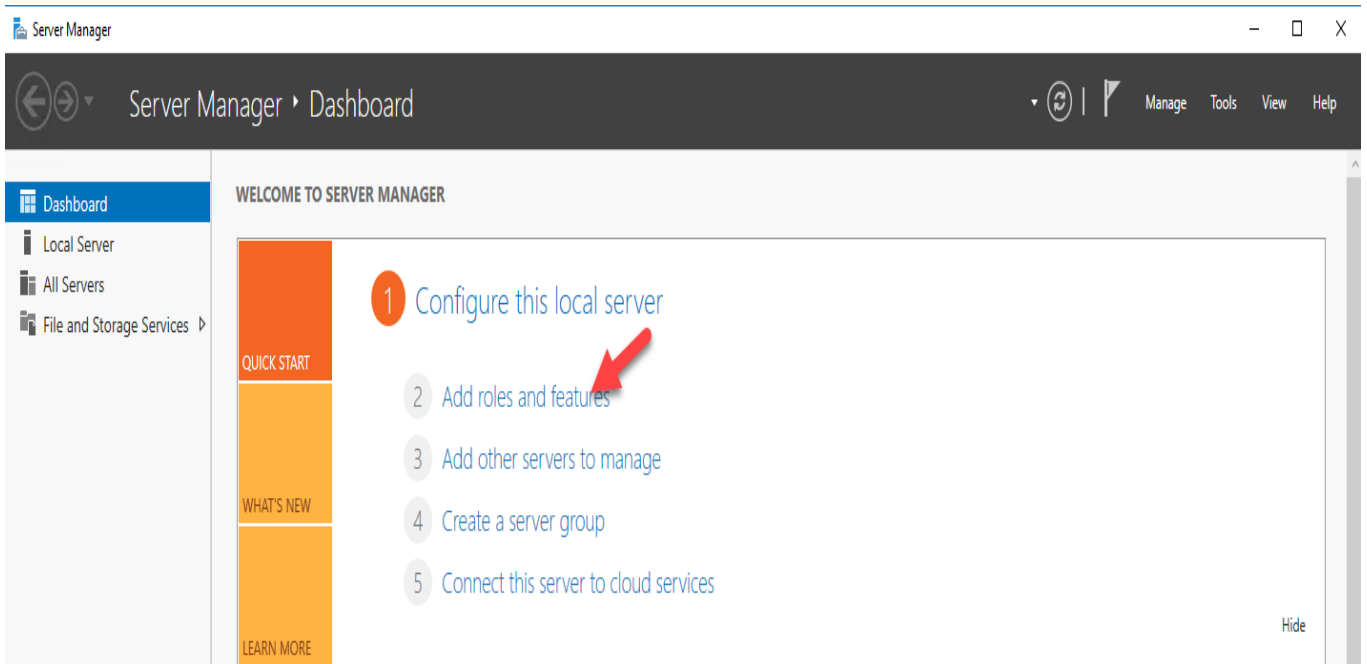 Server Manager
Server Manager ‣ Dashboard
Manage Tools View Help
Dashboard
Local Server
All Servers
File and Storage Services
WELCOME TO SERVER MANAGER
QUICK START
WHAT'S NEW
LEARN MORE
1 Configure this local server
2 Add roles and features
3 Add other servers to manage
4 Create a server group
5 Connect this server to cloud services
Hide